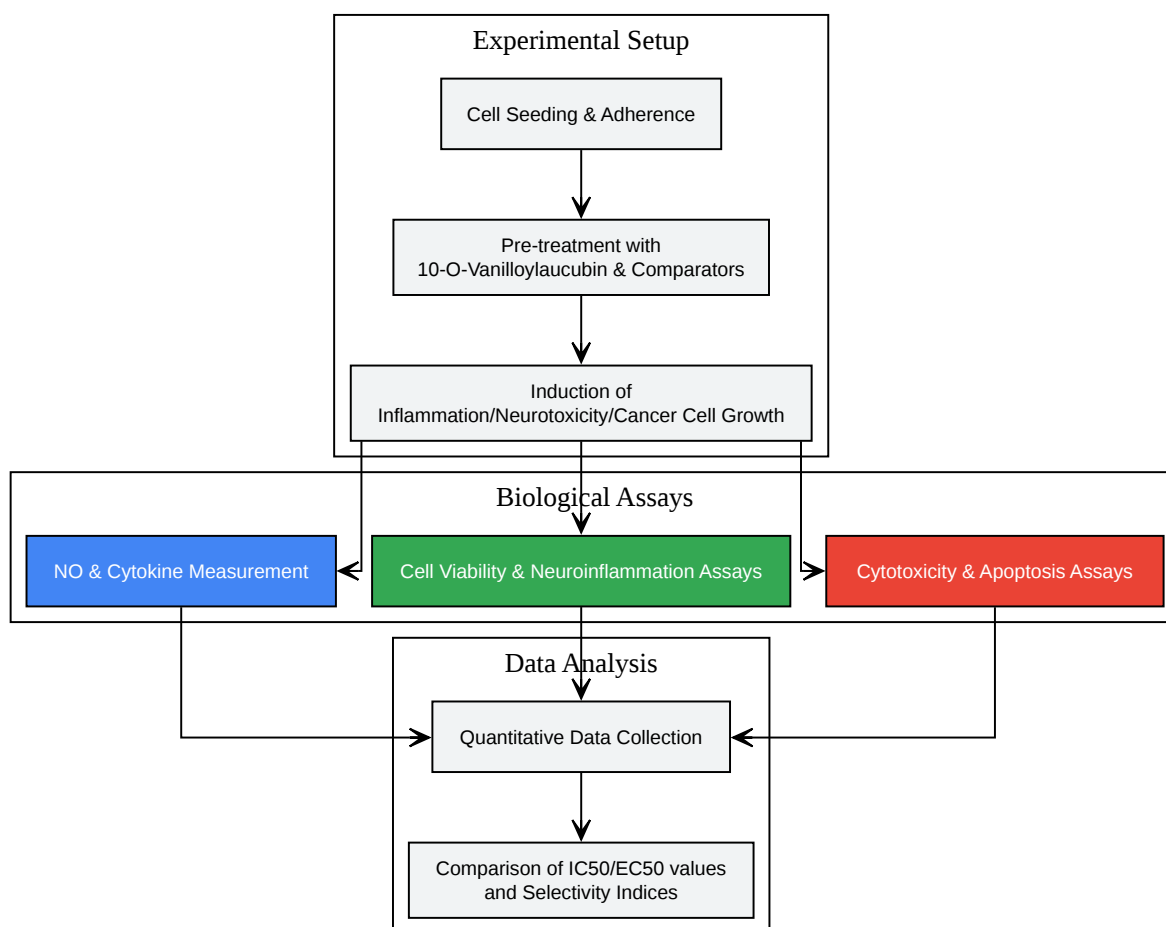 Experimental Setup
Cell Seeding & Adherence
Pre-treatment with
10-O-Vanilloylaucubin & Comparators
Induction of
Inflammation/Neurotoxicity/Cancer Cell Growth
Biological Assays
NO & Cytokine Measurement
Cell Viability & Neuroinflammation Assays
Cytotoxicity & Apoptosis Assays
Data Analysis
Quantitative Data Collection
Comparison of IC50/EC50 values
and Selectivity Indices